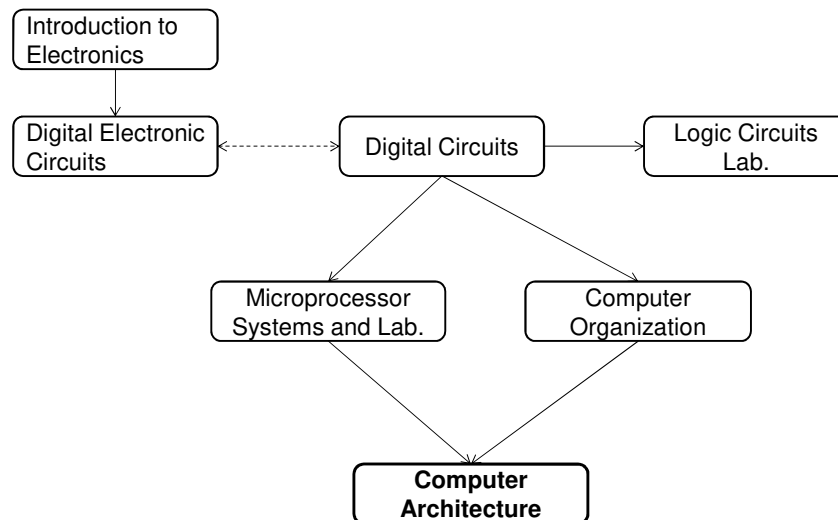 Introduction to
Electronics
Digital Electronic
Circuits
Digital Circuits
Logic Circuits
Lab.
Microprocessor
Systems and Lab.
Computer
Organization
Computer
Architecture